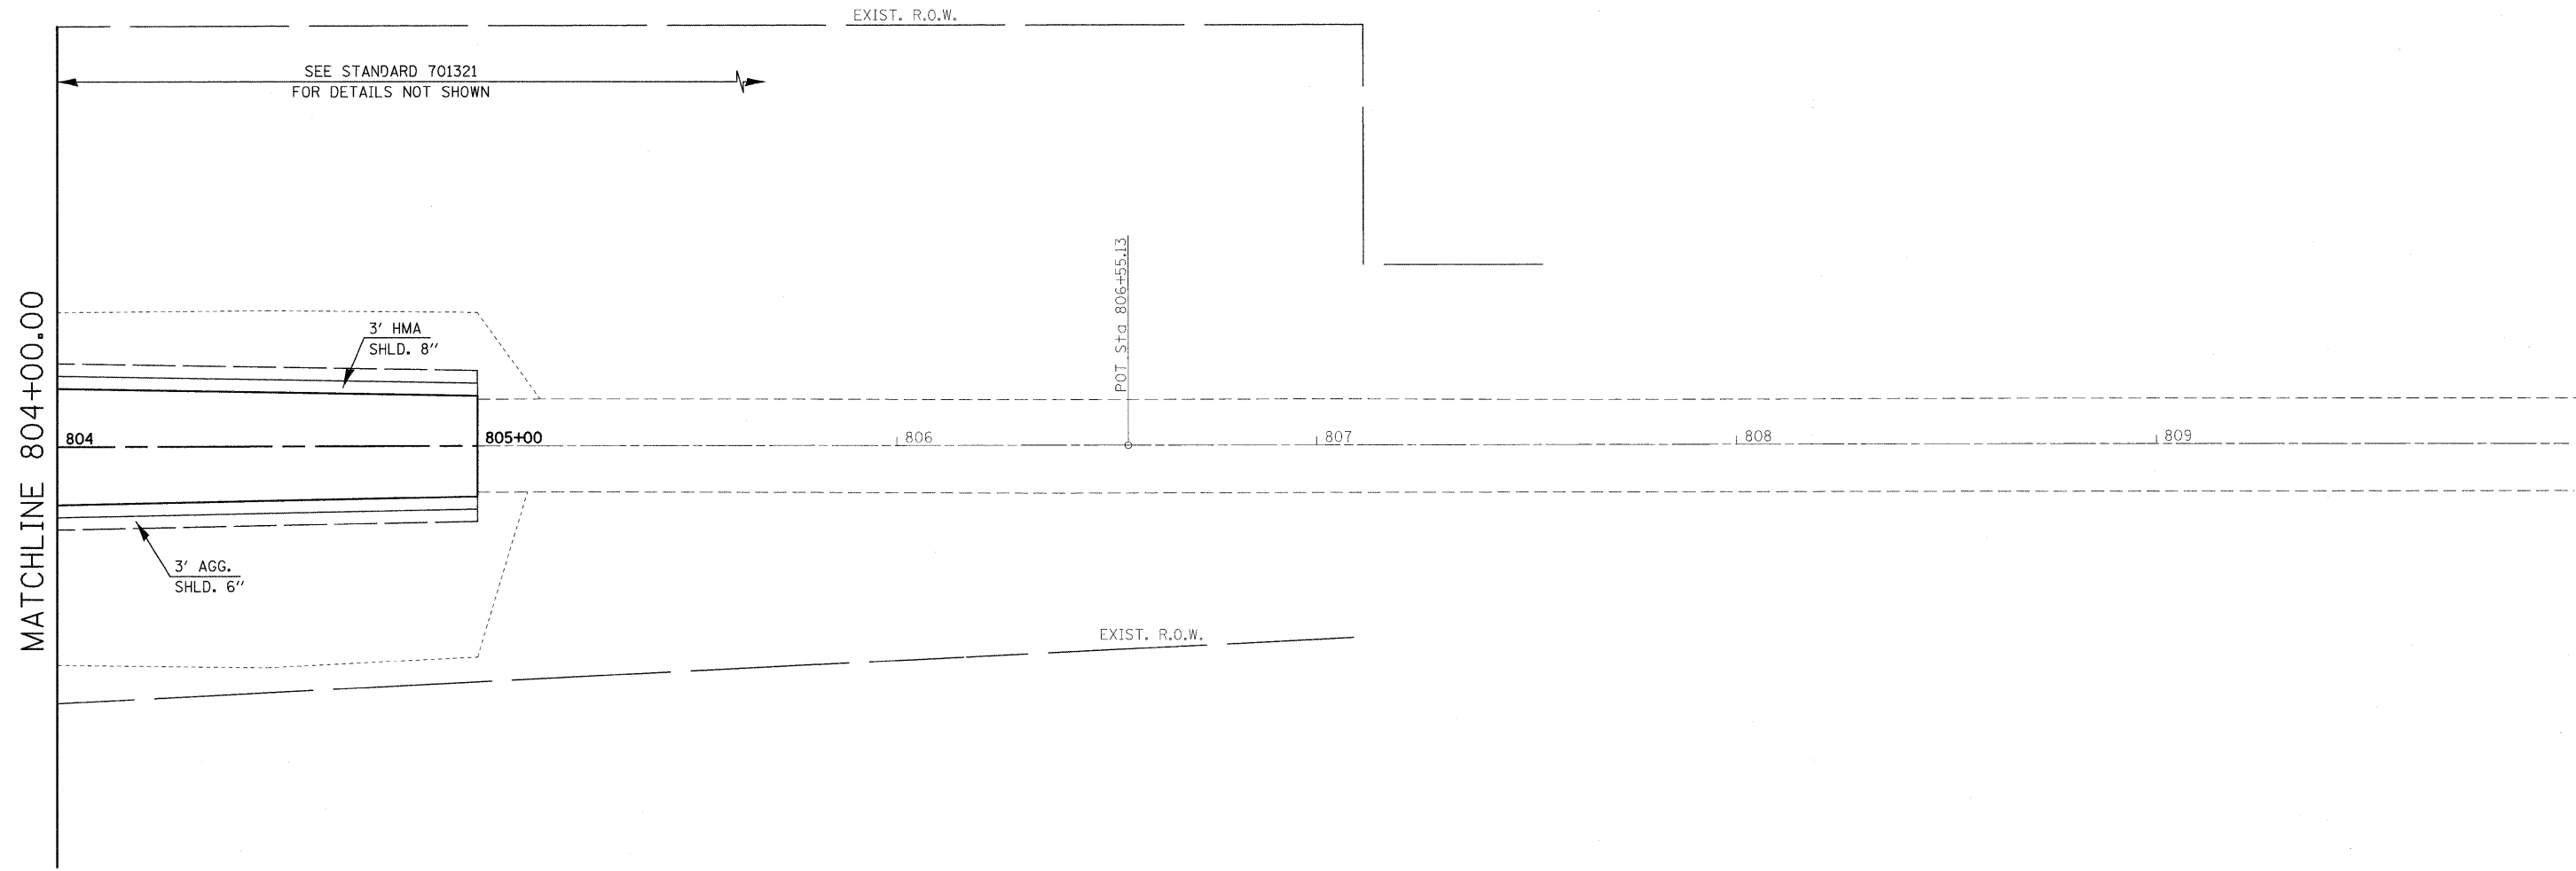 EXIST. R.O.W.
SEE STANDARD 701321
FOR DETAILS NOT SHOWN
MATCHLINE 804+00.00
3' HMA
SHLD. 8"
POT Sta 806+55.13
804
805+00
806
807
808
809
3' AGG.
SHLD. 6"
EXIST. R.O.W.